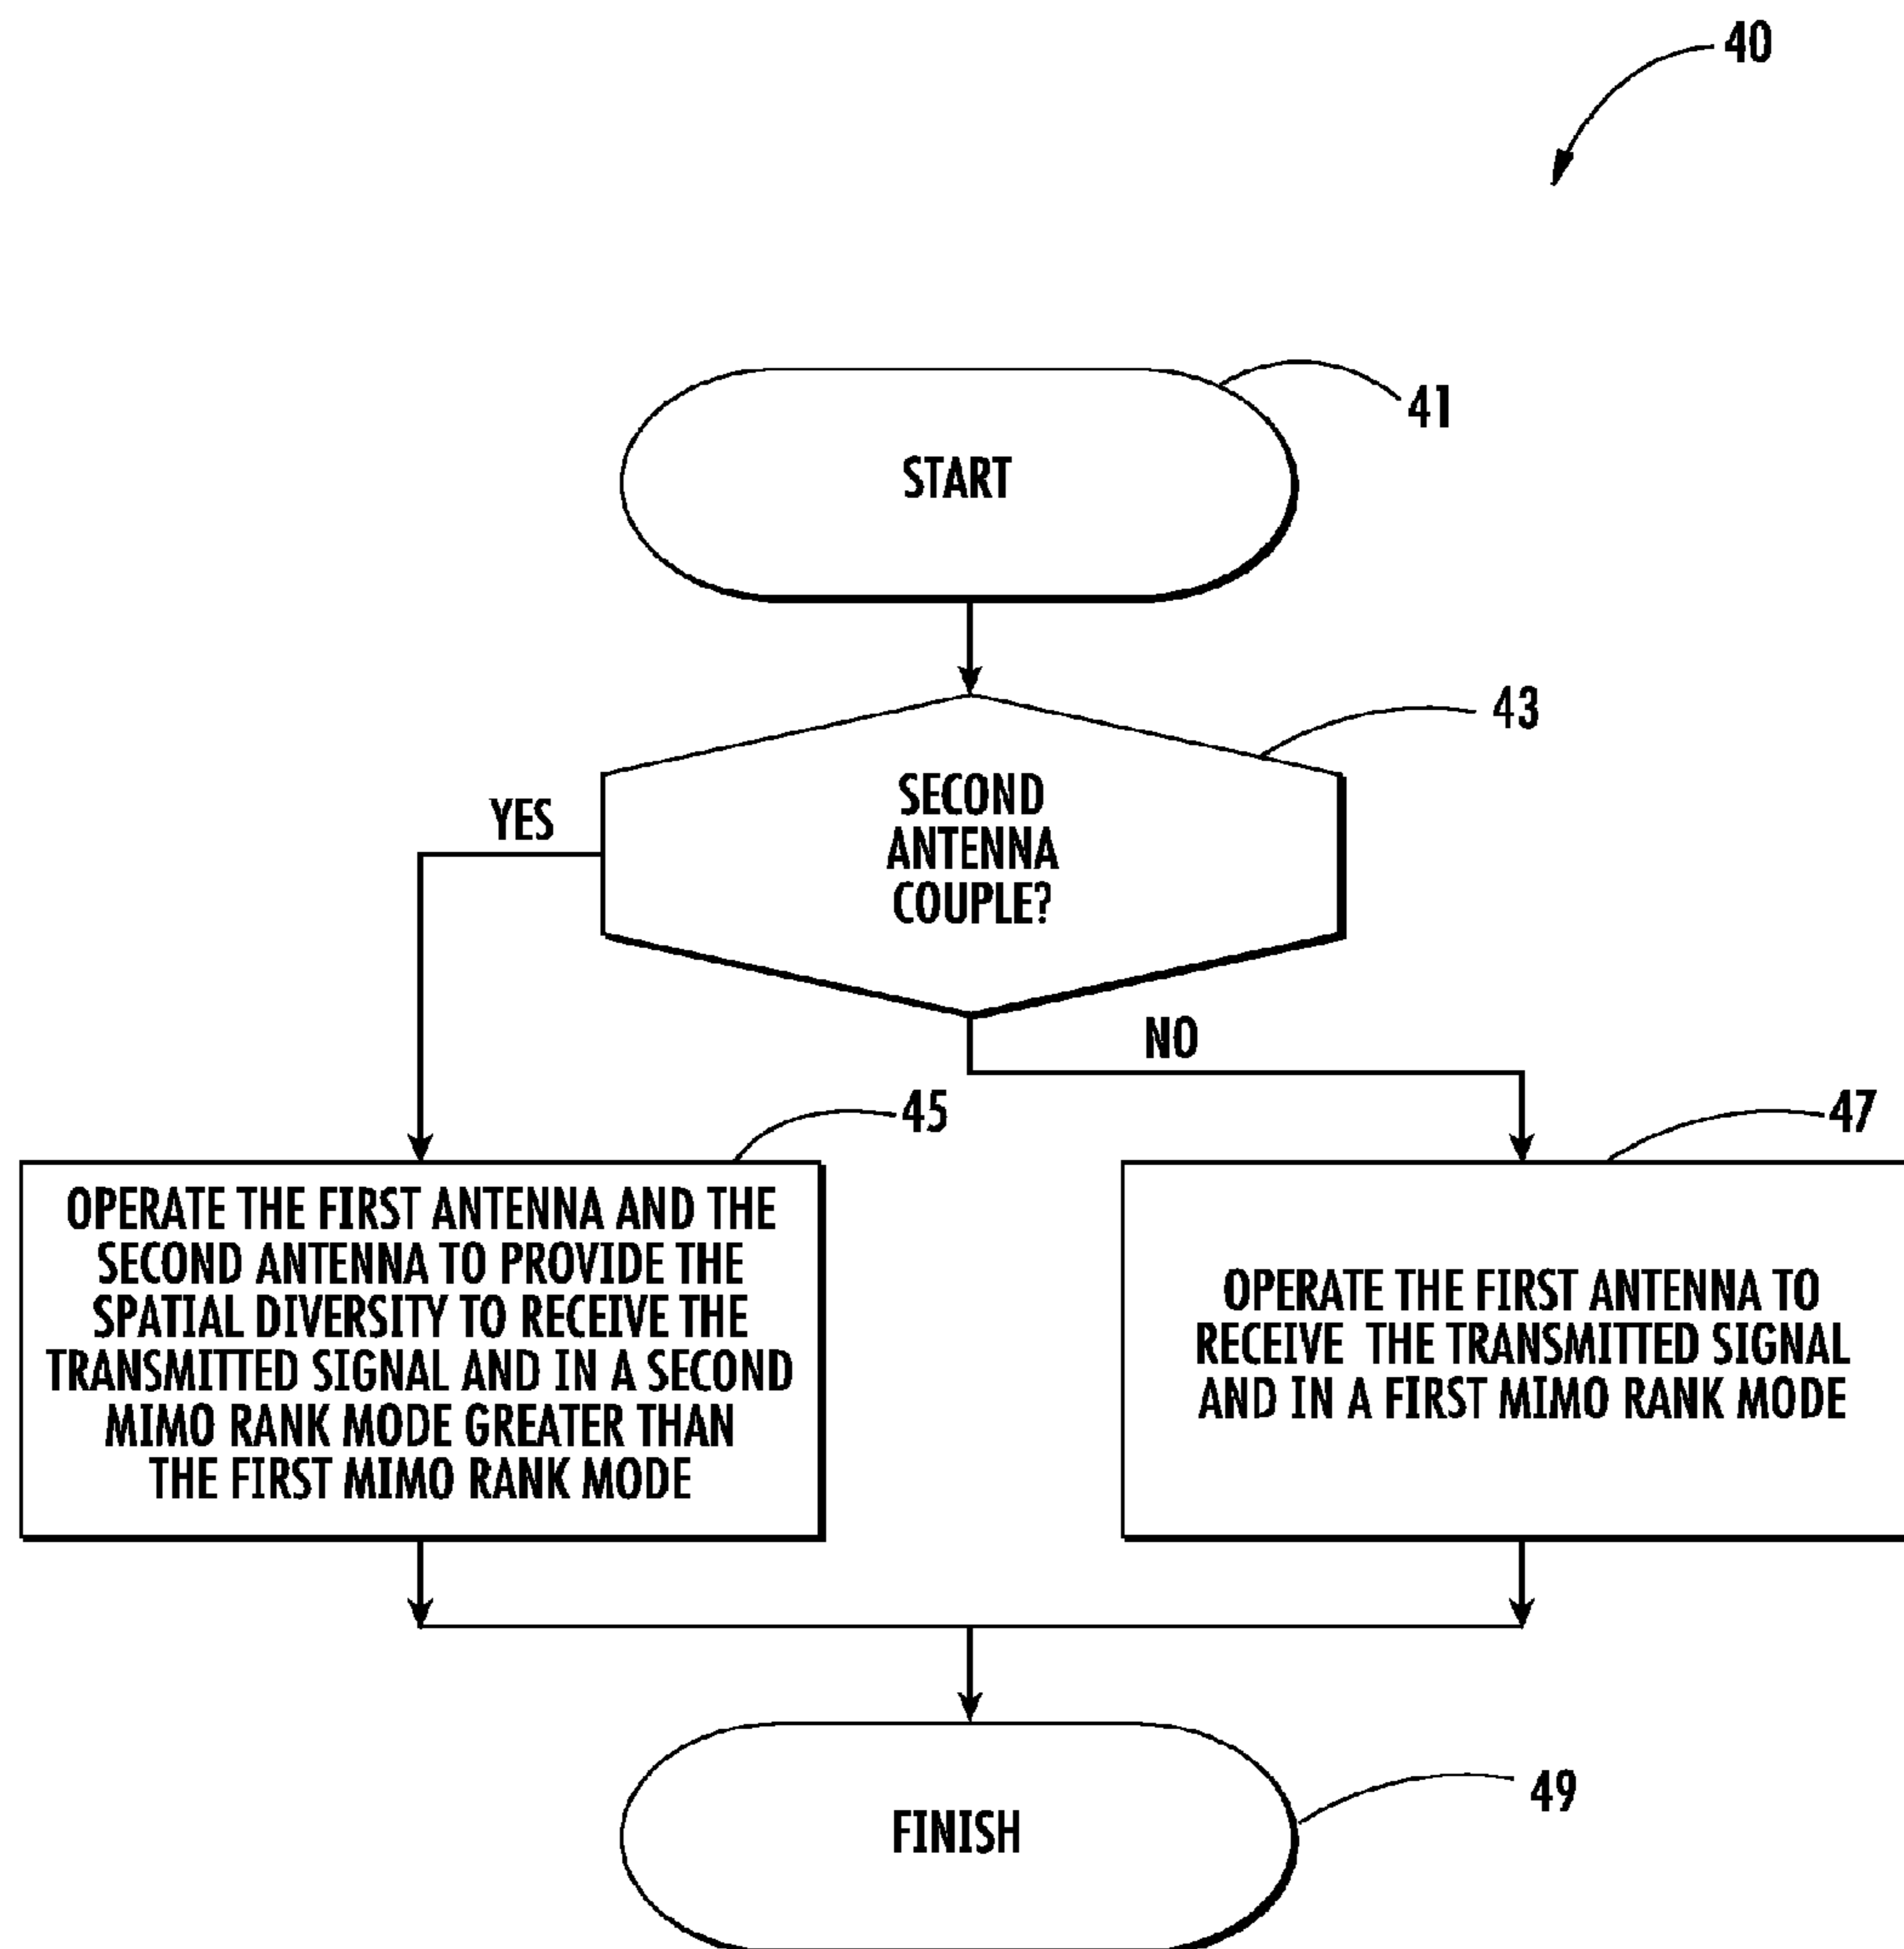 40
41
START
43
SECOND
ANTENNA
COUPLE?
YES
NO
45
47
OPERATE THE FIRST ANTENNA AND THE
SECOND ANTENNA TO PROVIDE THE
SPATIAL DIVERSITY TO RECEIVE THE
TRANSMITTED SIGNAL AND IN A SECOND
MIMO RANK MODE GREATER THAN
THE FIRST MIMO RANK MODE
OPERATE THE FIRST ANTENNA TO
RECEIVE THE TRANSMITTED SIGNAL
AND IN A FIRST MIMO RANK MODE
49
FINISH